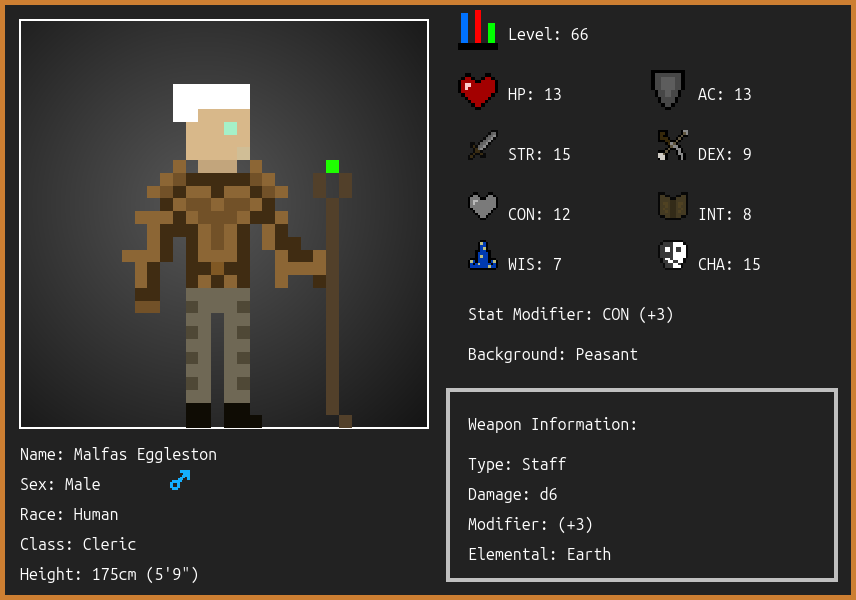 Level: 66
HP: 13
AC: 13
STR: 15
DEX: 9
CON: 12
INT: 8
WIS: 7
CHA: 15
Stat Modifier: CON (+3)
Background: Peasant
Weapon Information:
Type: Staff
Damage: d6
Modifier: (+3)
Elemental: Earth
Name: Malfas Eggleston
Sex: Male
Race: Human
Class: Cleric
Height: 175cm (5'9")